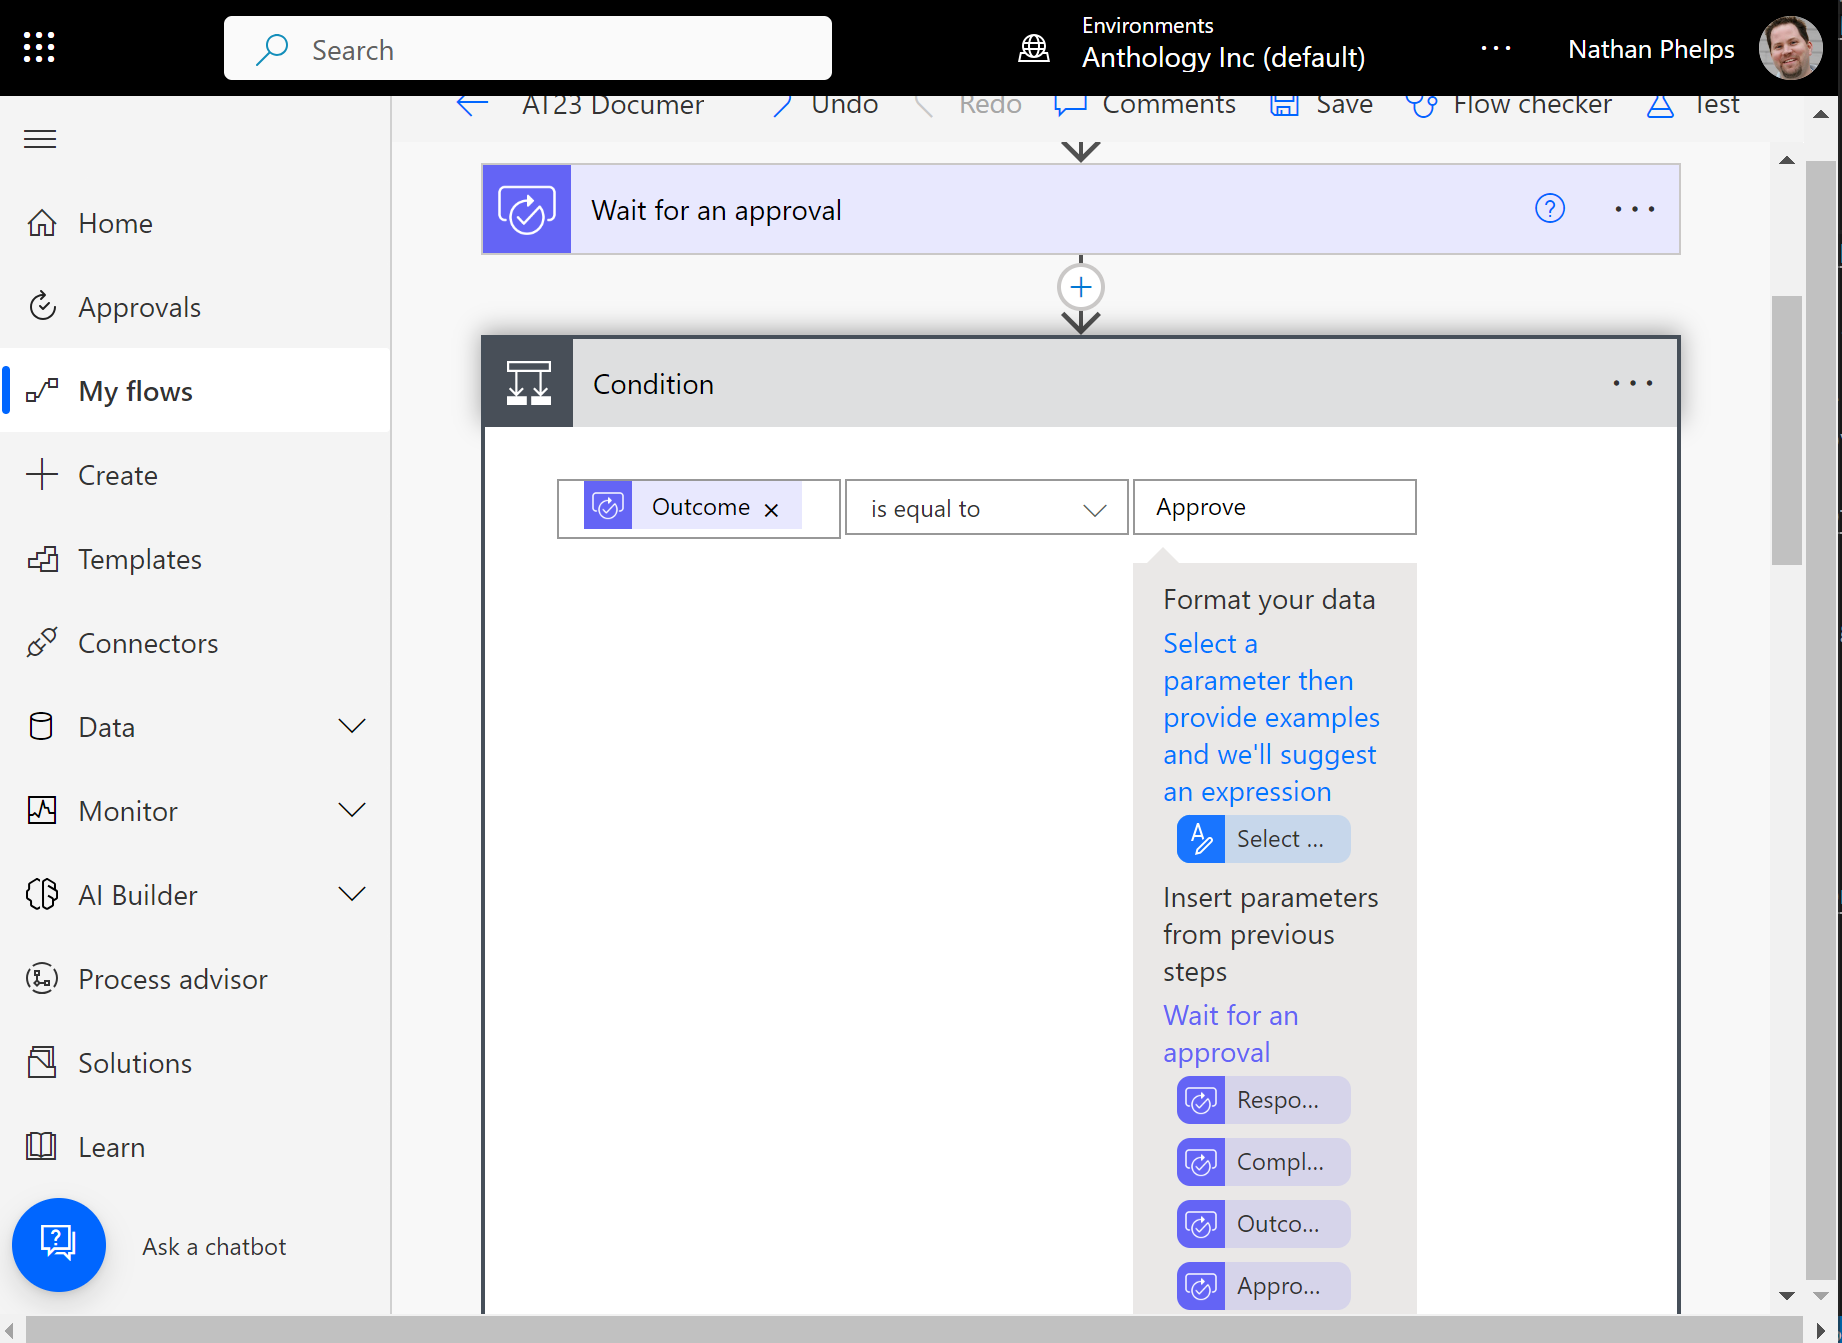 Search
Environments
Anthology Inc (default)
Nathan Phelps
AT23 Documer
Undo
Redo
Comments
Save
Flow checker
Test
Home
Approvals
My flows
Create
Templates
Connectors
Data
Monitor
AI Builder
Process advisor
Solutions
Learn
Ask a chatbot
Wait for an approval
Condition
Outcome
is equal to
Approve
Format your data
Select a
parameter then
provide examples
and we'll suggest
an expression
Select ...
Insert parameters
from previous
steps
Wait for an
approval
Respo...
Compl...
Outco...
Appro...